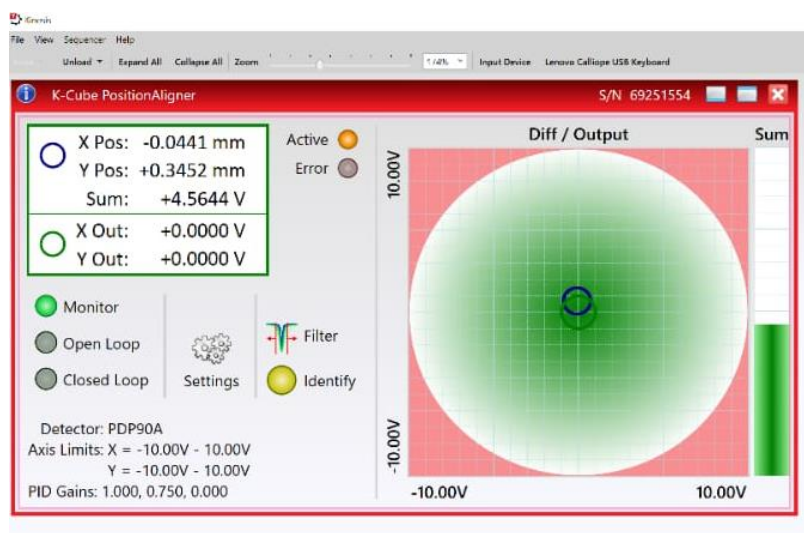 Kinesis
File View Sequencer Help
Unload Expand All Collapse All Zoom 174% Input Device Lenovo Calliope USB Keyboard
K-Cube PositionAligner S/N 69251554
X Pos: -0.0441 mm
Y Pos: +0.3452 mm
Sum: +4.5644 V
X Out: +0.0000 V
Y Out: +0.0000 V
Active
Error
Monitor
Open Loop
Closed Loop
Settings
Filter
Identify
Detector: PDP90A
Axis Limits: X = -10.00V - 10.00V
Y = -10.00V - 10.00V
PID Gains: 1.000, 0.750, 0.000
Diff / Output
Sum
10.00V
-10.00V
-10.00V 10.00V